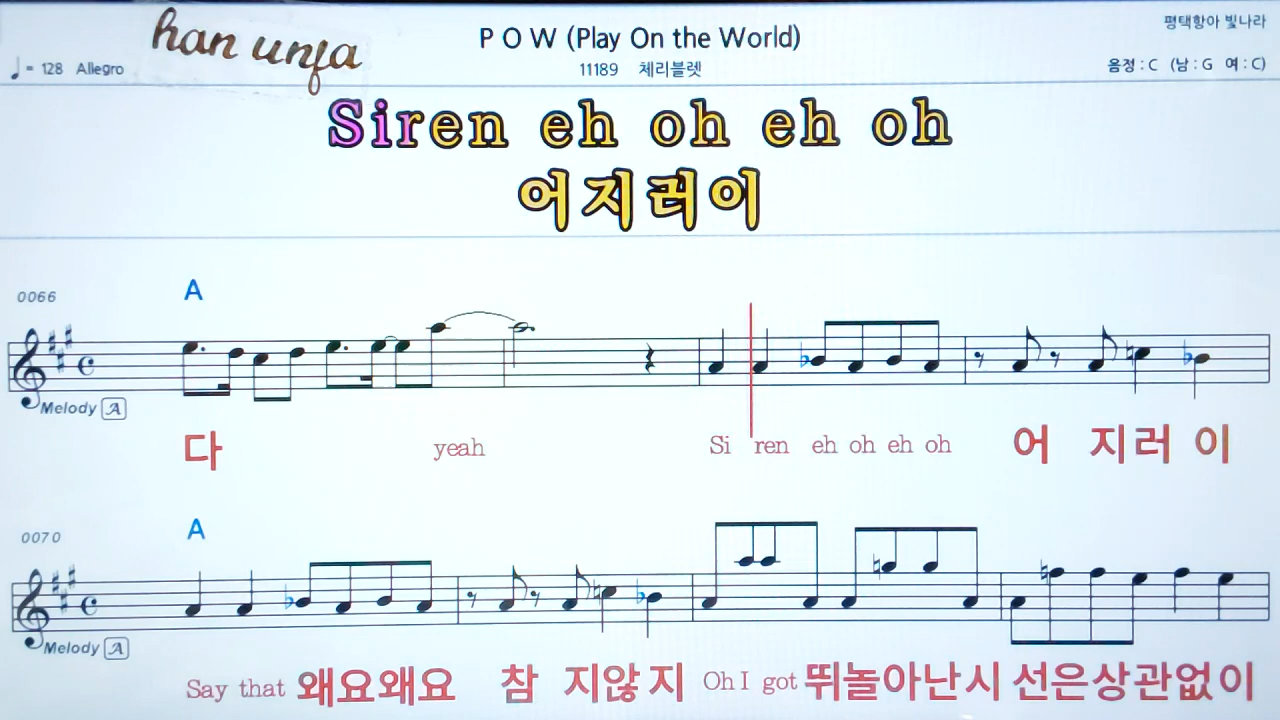 han unja
P O W (Play On the World)
평택항아 빛나라
♩= 128 Allegro
11189 체리블렛
음정 : C (남 : G 여 : C)
Siren eh oh eh oh
어지러이
0066
A
Melody A
다 yeah Si ren eh oh eh oh 어 지러 이
0070
A
Melody A
Say that 왜요왜요 참 지않 지 Oh I got 뛰놀아난시 선은상관없이